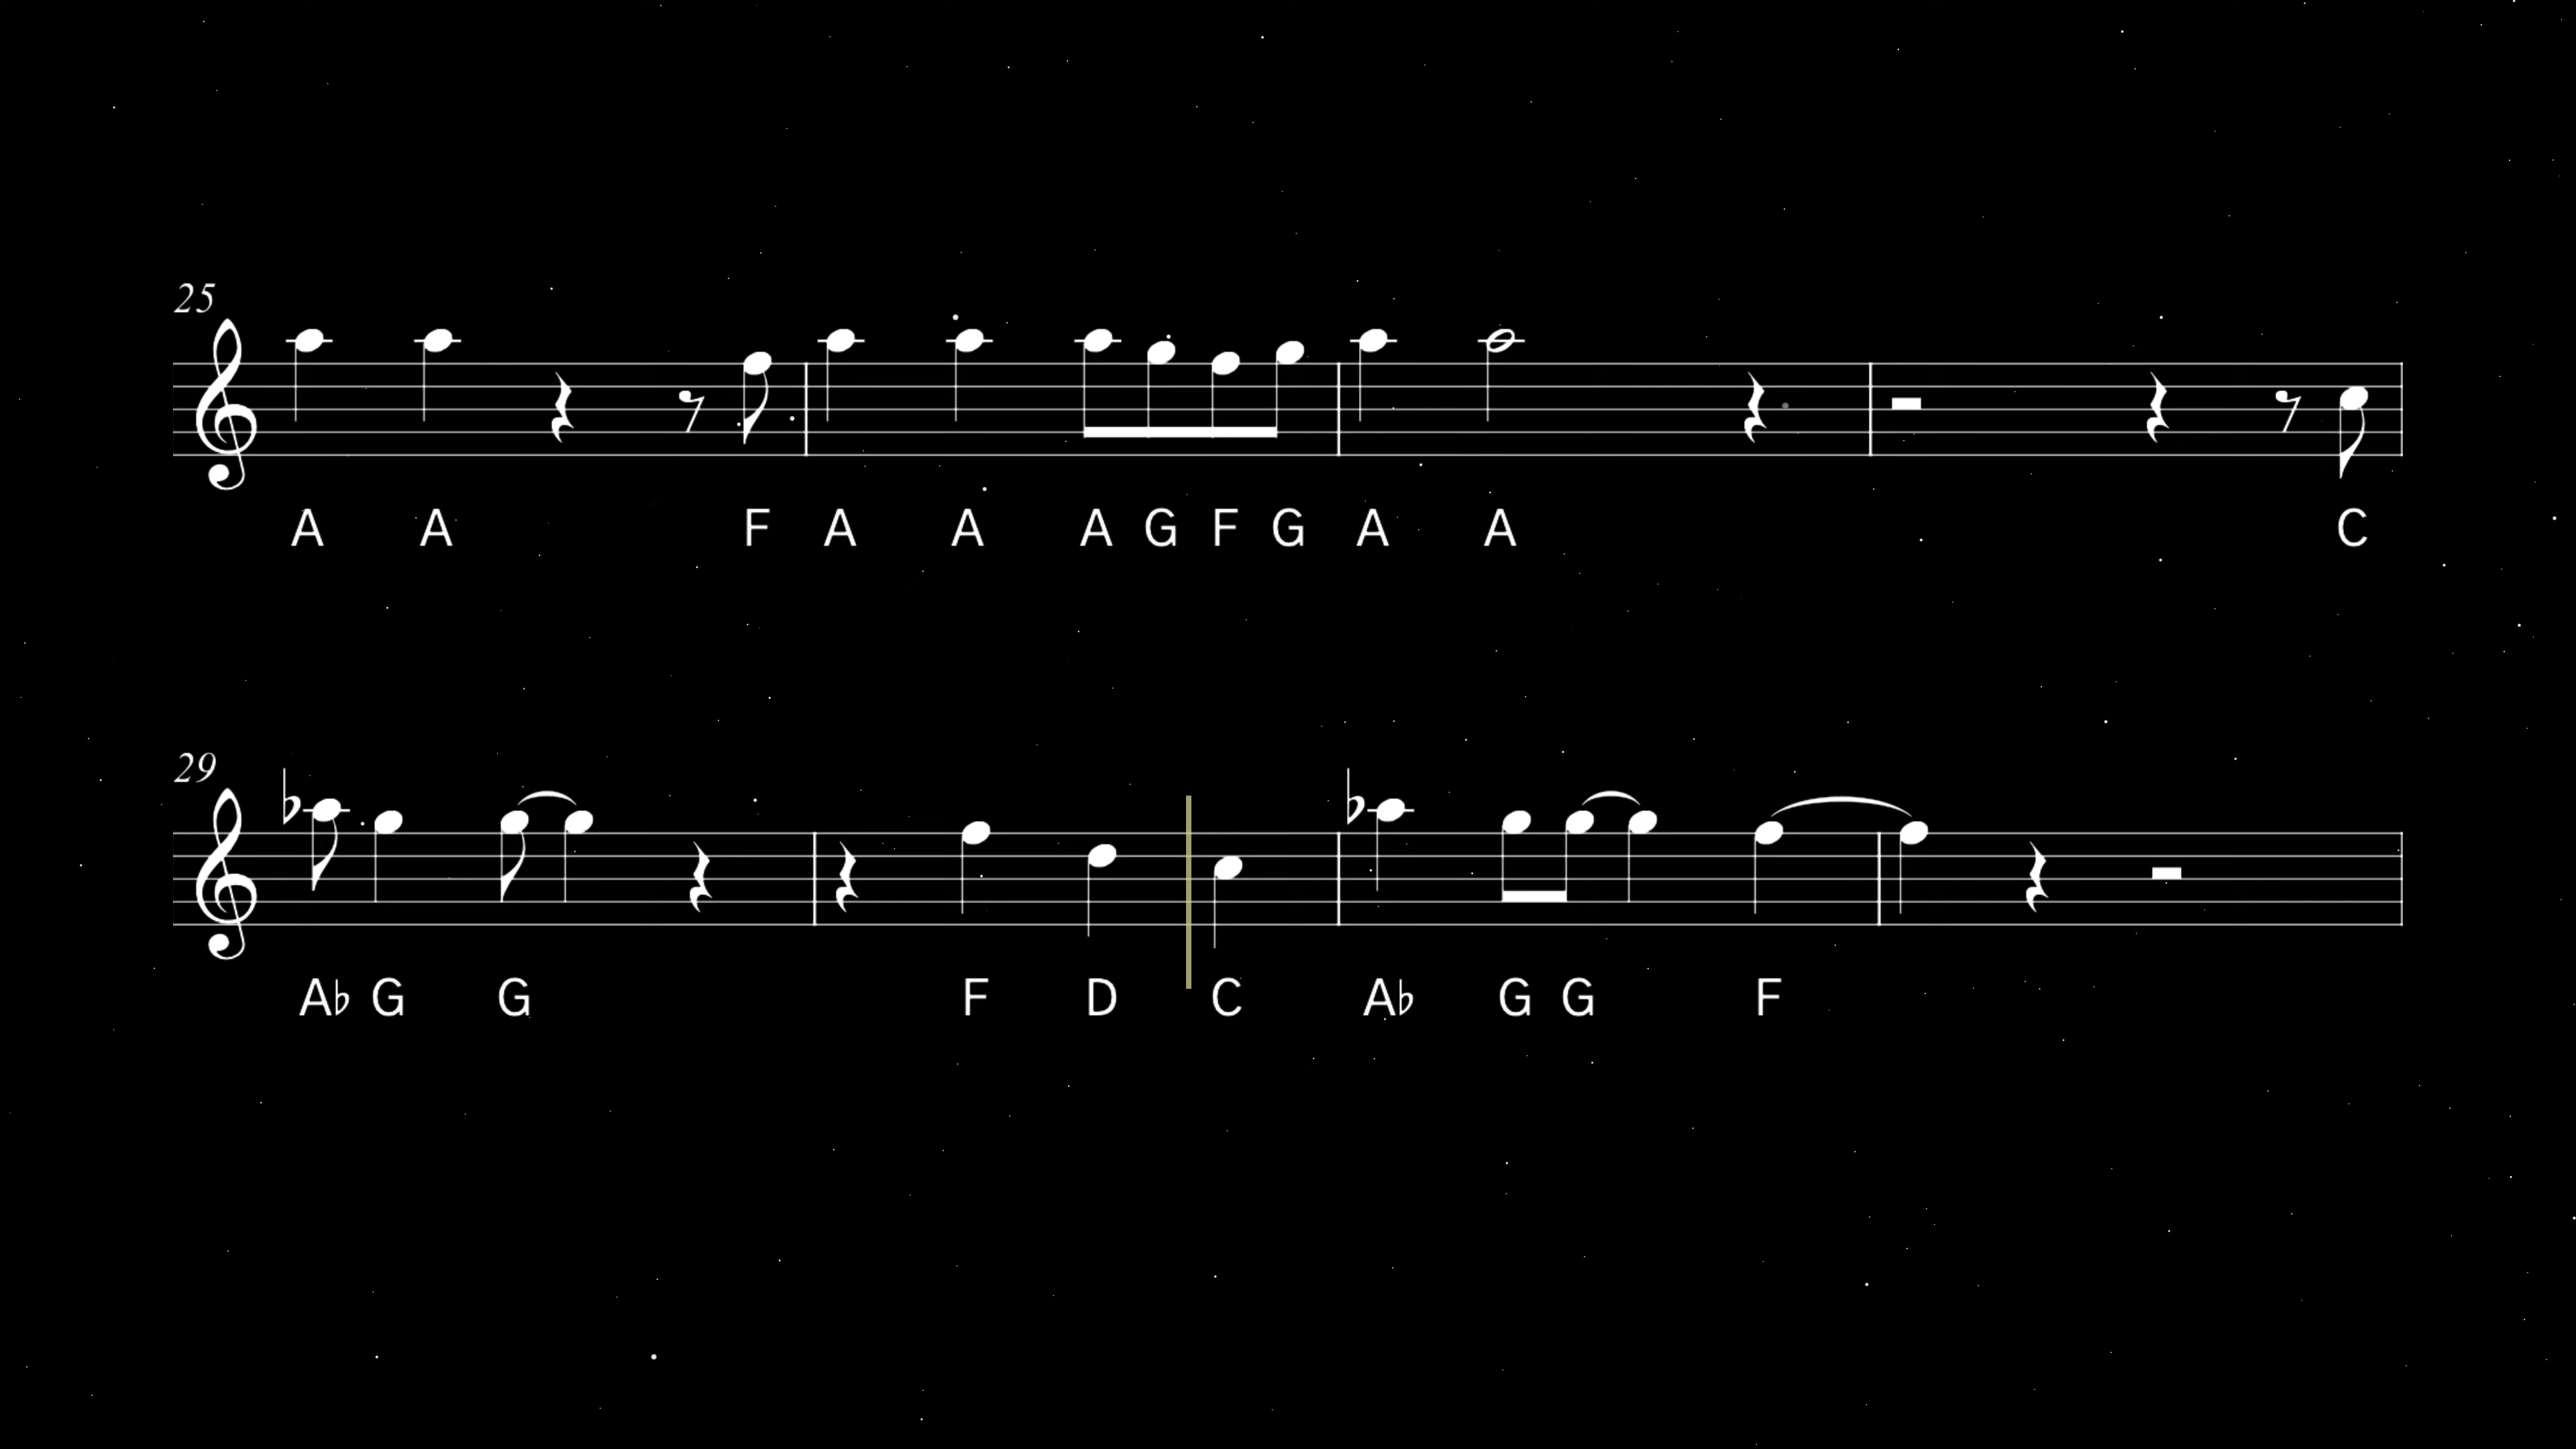 25
A A F A A A G F G A A C
29
A♭ G G F D C A♭ G G F